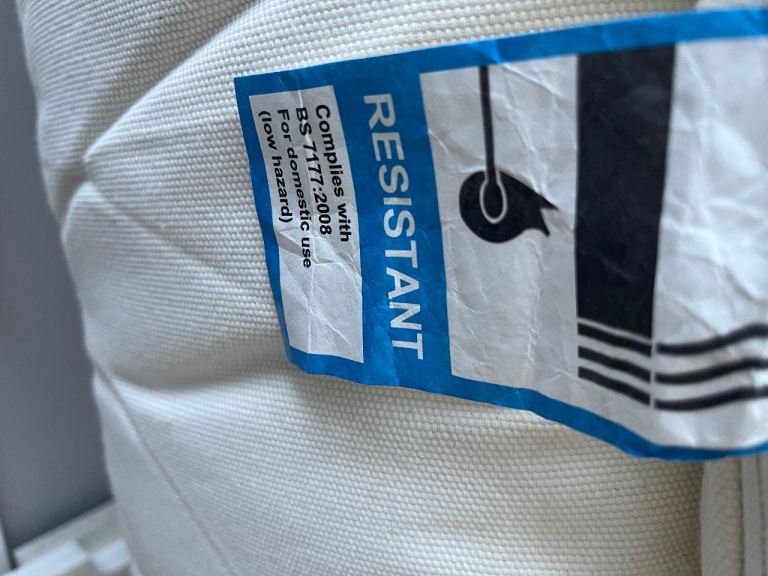 RESISTANT
Complies with
BS 7177:2008
For domestic use
(low hazard)